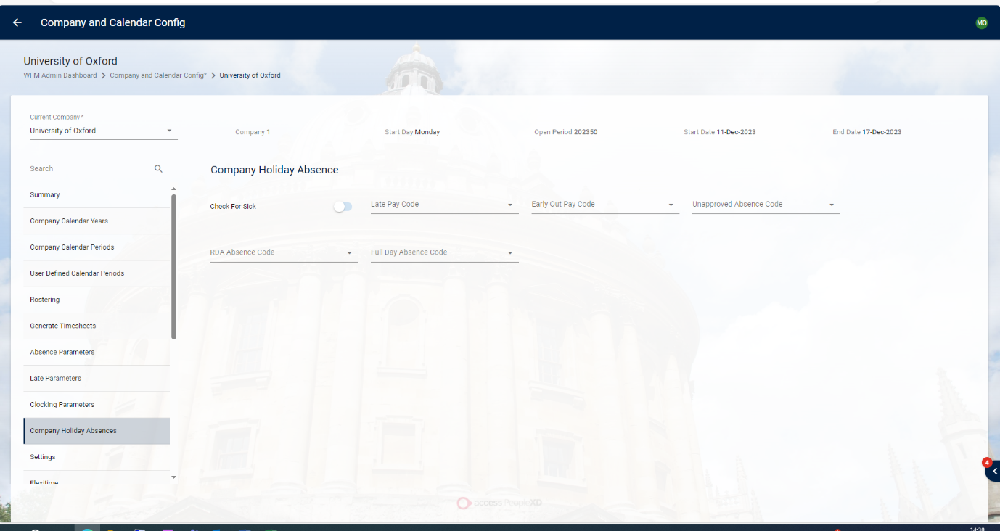 Company and Calendar Config
MO
University of Oxford
WFM Admin Dashboard > Company and Calendar Config* > University of Oxford
Current Company *
University of Oxford
Company 1
Start Day Monday
Open Period 202350
Start Date 11-Dec-2023
End Date 17-Dec-2023
Search
Company Holiday Absence
Summary
Check For Sick
Late Pay Code
Early Out Pay Code
Unapproved Absence Code
Company Calendar Years
Company Calendar Periods
RDA Absence Code
Full Day Absence Code
User Defined Calendar Periods
Rostering
Generate Timesheets
Absence Parameters
Late Parameters
Clocking Parameters
Company Holiday Absences
Settings
4
Flexitime
access PeopleXD
14:38